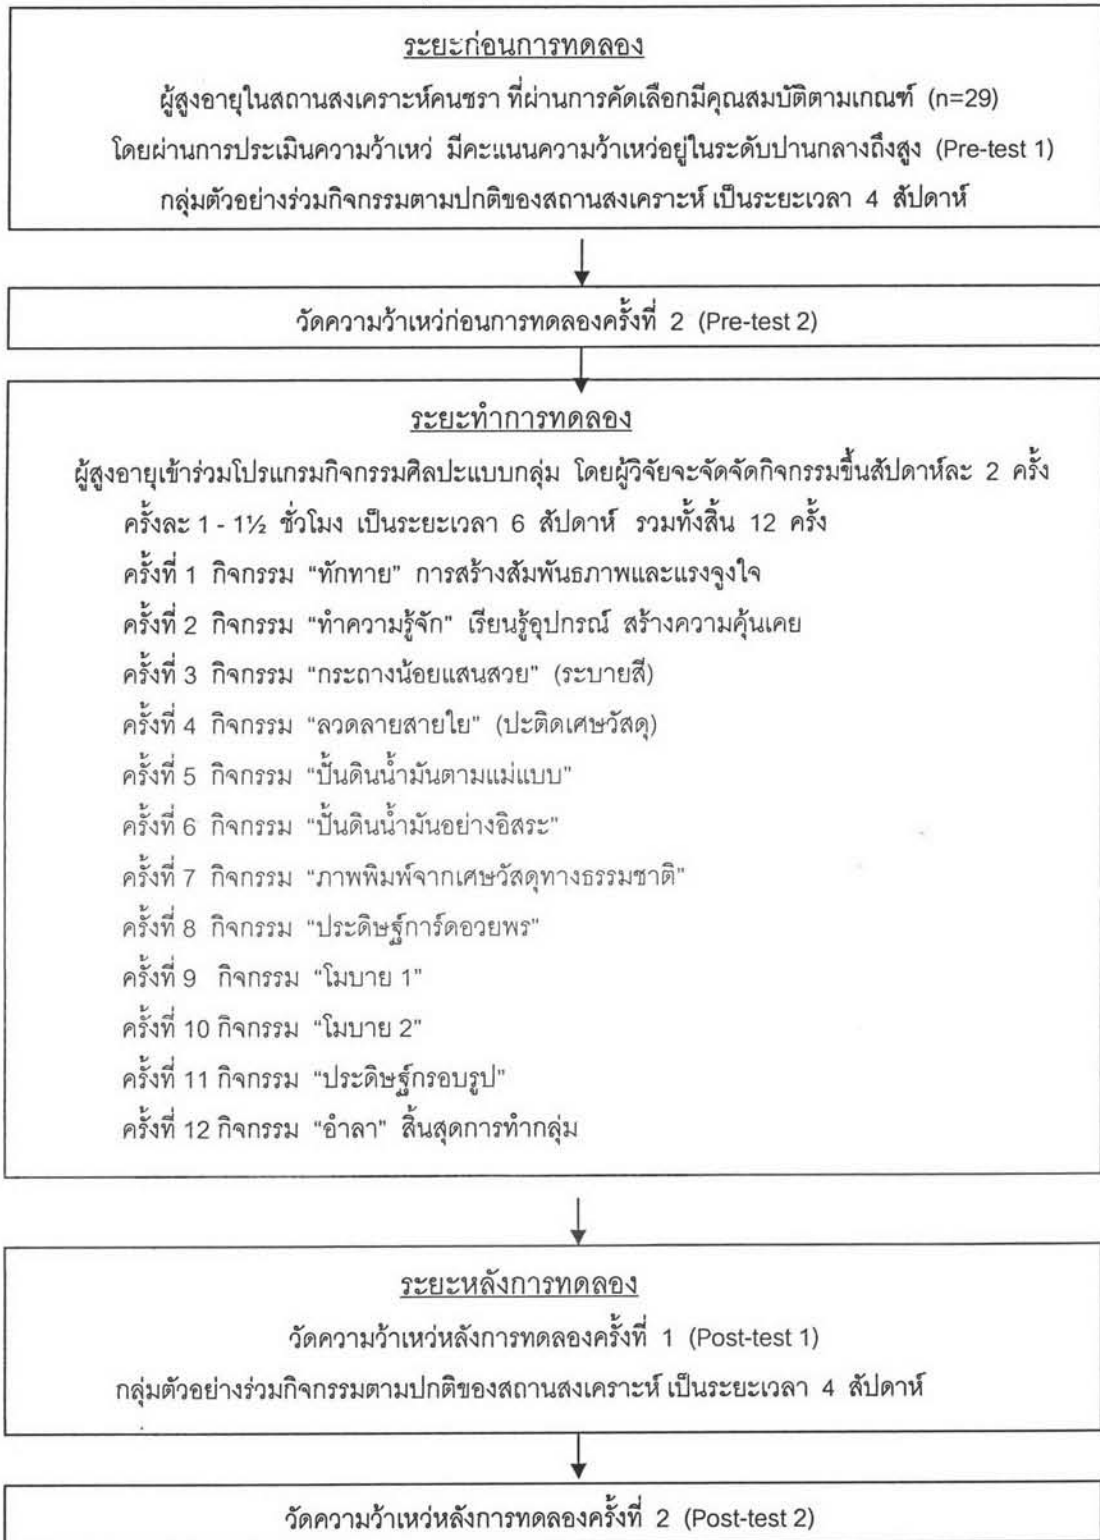 ระยะก่อนการทดลอง
ผู้สูงอายุในสถานสงเคราะห์คนชรา ที่ผ่านการคัดเลือกมีคุณสมบัติตามเกณฑ์ (n=29)
โดยผ่านการประเมินความว้าเหว่ มีคะแนนความว้าเหว่อยู่ในระดับปานกลางถึงสูง (Pre-test 1)
กลุ่มตัวอย่างร่วมกิจกรรมตามปกติของสถานสงเคราะห์ เป็นระยะเวลา 4 สัปดาห์
วัดความว้าเหว่ก่อนการทดลองครั้งที่ 2 (Pre-test 2)
ระยะทำการทดลอง
ผู้สูงอายุเข้าร่วมโปรแกรมกิจกรรมศิลปะแบบกลุ่ม โดยผู้วิจัยจะจัดจัดกิจกรรมขึ้นสัปดาห์ละ 2 ครั้ง
ครั้งละ 1 - 1½ ชั่วโมง เป็นระยะเวลา 6 สัปดาห์ รวมทั้งสิ้น 12 ครั้ง
ครั้งที่ 1 กิจกรรม “ทักทาย” การสร้างสัมพันธภาพและแรงจูงใจ
ครั้งที่ 2 กิจกรรม “ทำความรู้จัก” เรียนรู้อุปกรณ์ สร้างความคุ้นเคย
ครั้งที่ 3 กิจกรรม “กระถางน้อยแสนสวย” (ระบายสี)
ครั้งที่ 4 กิจกรรม “ลวดลายสายใย” (ปะติดเศษวัสดุ)
ครั้งที่ 5 กิจกรรม “ปั้นดินน้ำมันตามแม่แบบ”
ครั้งที่ 6 กิจกรรม “ปั้นดินน้ำมันอย่างอิสระ”
ครั้งที่ 7 กิจกรรม “ภาพพิมพ์จากเศษวัสดุทางธรรมชาติ”
ครั้งที่ 8 กิจกรรม “ประดิษฐ์การ์ดอวยพร”
ครั้งที่ 9 กิจกรรม “โมบาย 1”
ครั้งที่ 10 กิจกรรม “โมบาย 2”
ครั้งที่ 11 กิจกรรม “ประดิษฐ์กรอบรูป”
ครั้งที่ 12 กิจกรรม “อำลา” สิ้นสุดการทำกลุ่ม
ระยะหลังการทดลอง
วัดความว้าเหว่หลังการทดลองครั้งที่ 1 (Post-test 1)
กลุ่มตัวอย่างร่วมกิจกรรมตามปกติของสถานสงเคราะห์ เป็นระยะเวลา 4 สัปดาห์
วัดความว้าเหว่หลังการทดลองครั้งที่ 2 (Post-test 2)